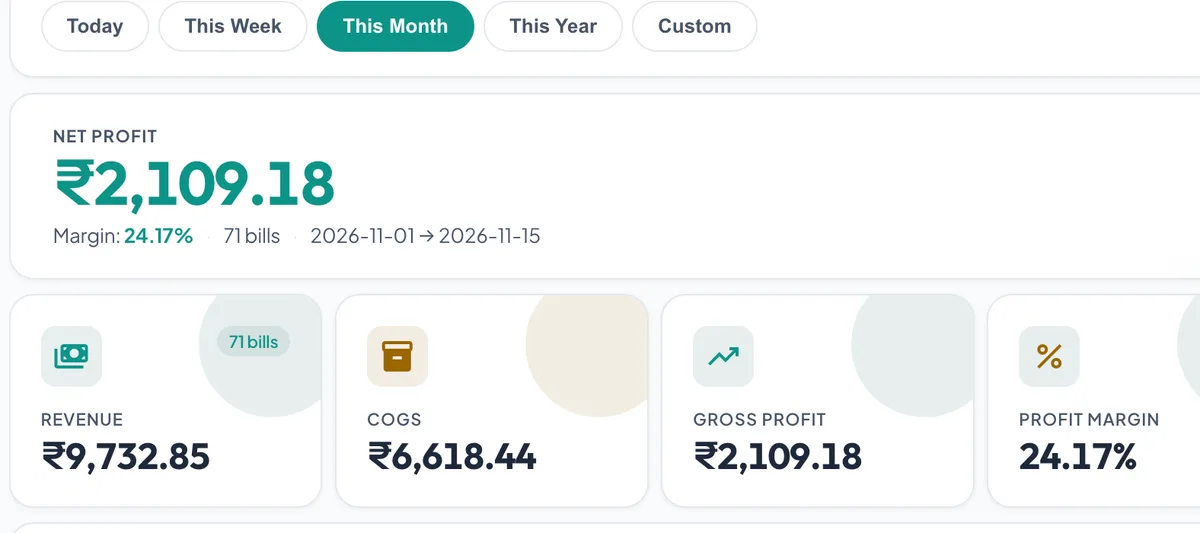 Today This Week This Month This Year Custom
NET PROFIT
₹2,109.18
Margin: 24.17% · 71 bills · 2026-11-01 → 2026-11-15
71 bills
REVENUE
₹9,732.85
COGS
₹6,618.44
GROSS PROFIT
₹2,109.18
PROFIT MARGIN
24.17%